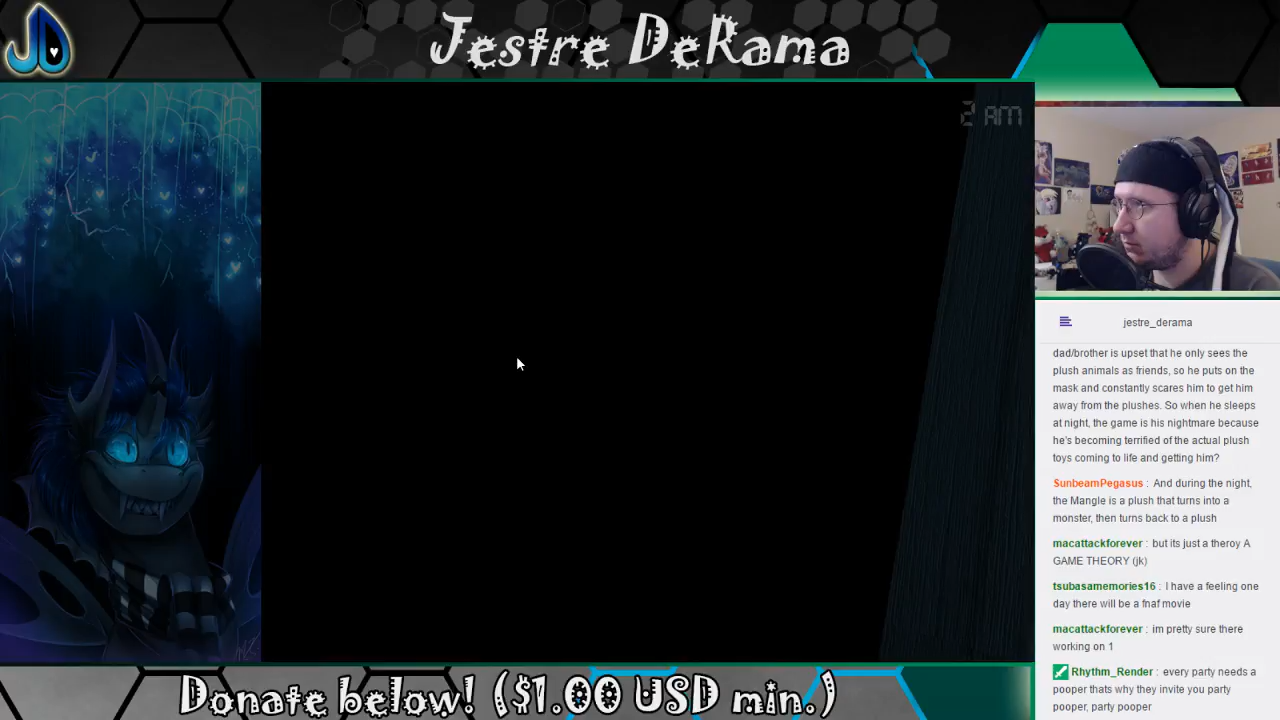 JD
Jestre DeRama
2 AM
jestre_derama
dad/brother is upset that he only sees the
plush animals as friends, so he puts on the
mask and constantly scares him to get him
away from the plushes. So when he sleeps
at night, the game is his nightmare because
he's becoming terrified of the actual plush
toys coming to life and getting him?
SunbeamPegasus : And during the night,
the Mangle is a plush that turns into a
monster, then turns back to a plush
macattackforever : but its just a theroy A
GAME THEORY (jk)
tsubasamemories16 : I have a feeling one
day there will be a fnaf movie
macattackforever : im pretty sure there
working on 1
Rhythm_Render : every party needs a
pooper thats why they invite you party
pooper, party pooper
Donate below! ($1.00 USD min.)